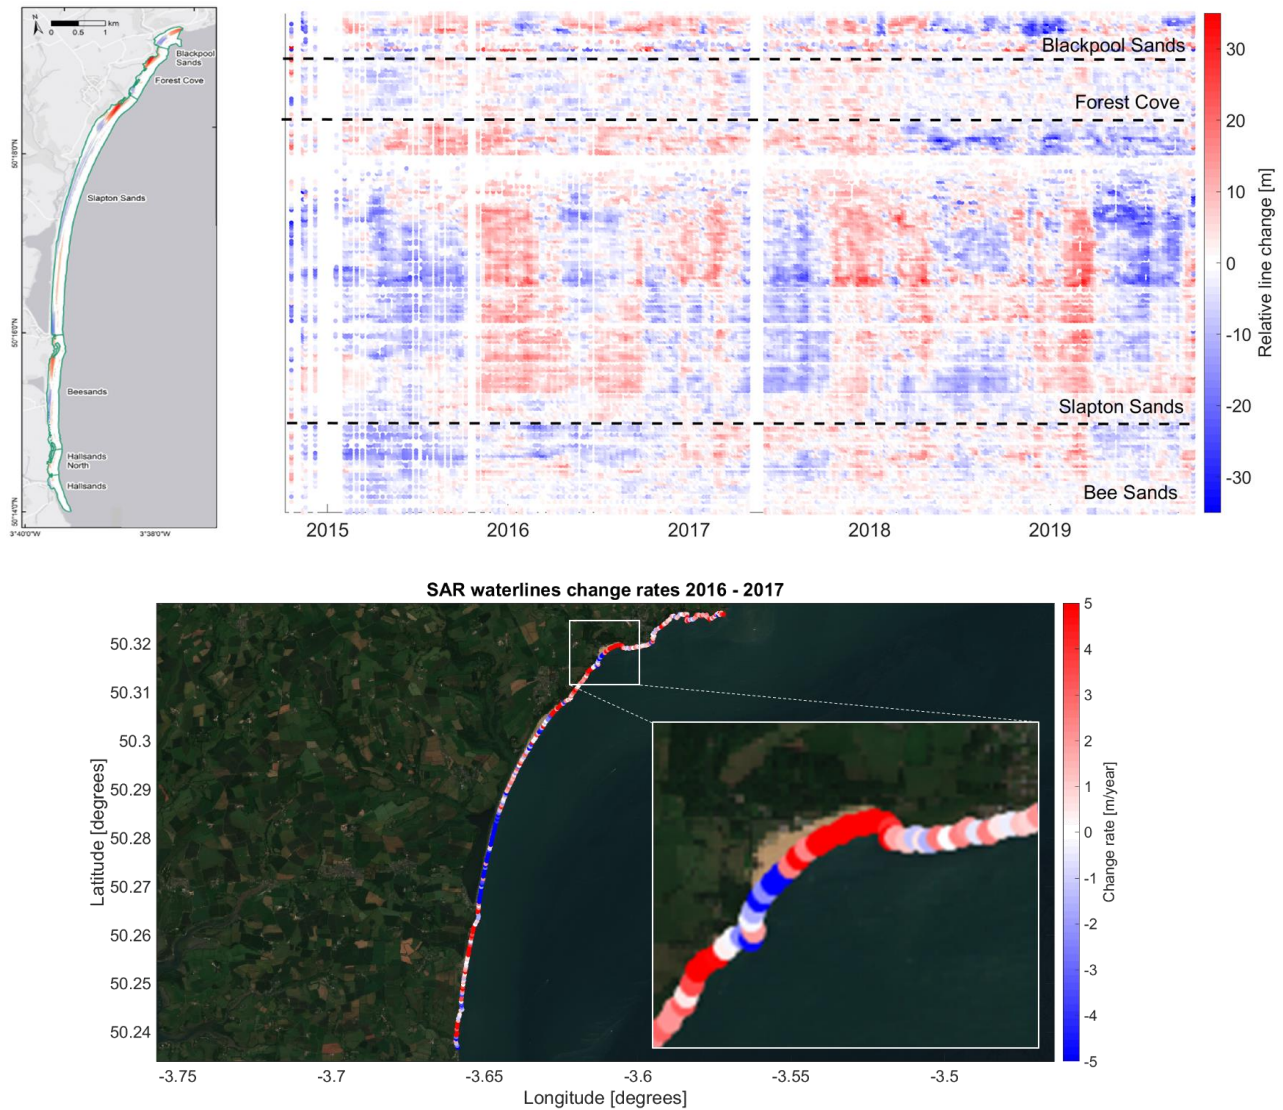 N
km
0 0.5 1
Blackpool
Sands
Forest Cove
Slapton Sands
Beesands
Hallsands
North
Hallsands
50°18'0"N
50°16'0"N
50°14'0"N
3°40'0"W
3°38'0"W
Blackpool Sands
Forest Cove
Slapton Sands
Bee Sands
2015
2016
2017
2018
2019
30
20
10
0
-10
-20
-30
Relative line change [m]
SAR waterlines change rates 2016 - 2017
50.32
50.31
50.3
50.29
50.28
50.27
50.26
50.25
50.24
Latitude [degrees]
-3.75
-3.7
-3.65
-3.6
-3.55
-3.5
Longitude [degrees]
5
4
3
2
1
0
-1
-2
-3
-4
-5
Change rate [m/year]